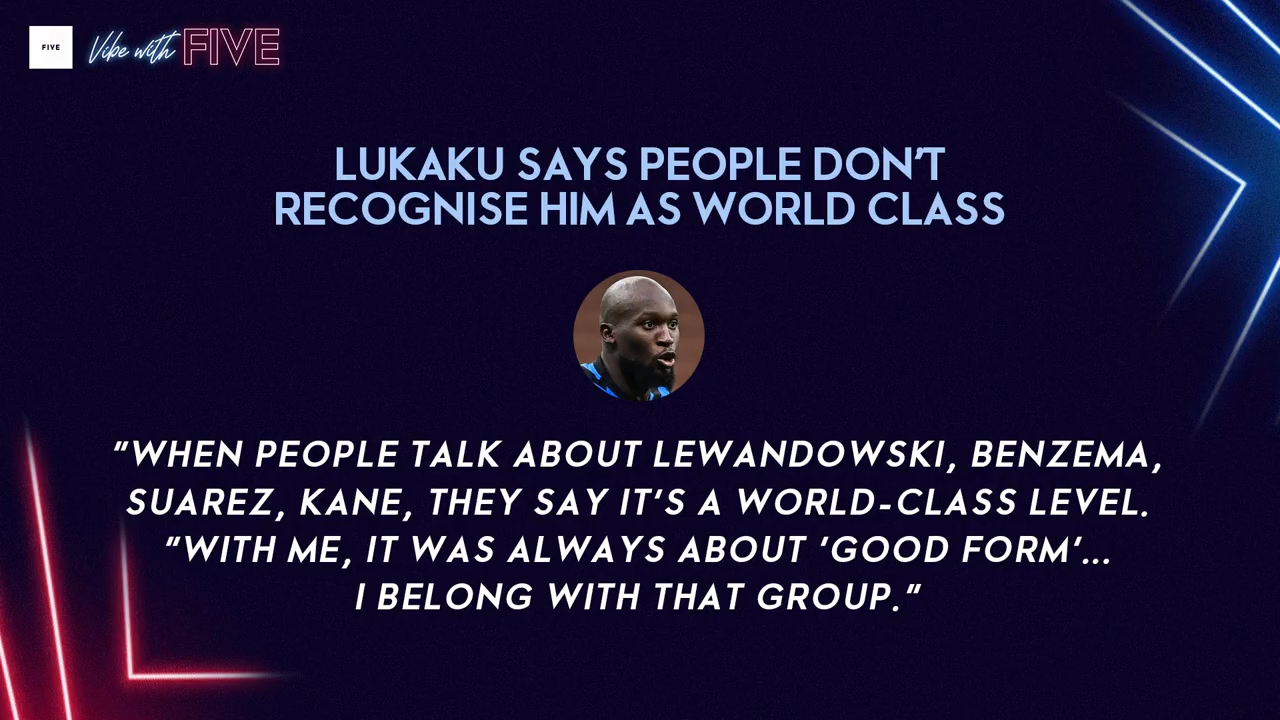 FIVE
Vibe with FIVE
LUKAKU SAYS PEOPLE DON'T
RECOGNISE HIM AS WORLD CLASS
"WHEN PEOPLE TALK ABOUT LEWANDOWSKI, BENZEMA,
SUAREZ, KANE, THEY SAY IT'S A WORLD-CLASS LEVEL.
"WITH ME, IT WAS ALWAYS ABOUT 'GOOD FORM'...
I BELONG WITH THAT GROUP."